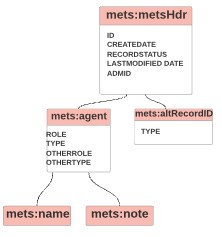 mets:metsHdr
ID
CREATEDATE
RECORDSTATUS
LASTMODIFIED DATE
ADMID
mets:agent
ROLE
TYPE
OTHERROLE
OTHERTYPE
mets:altRecordID
TYPE
mets:name
mets:note